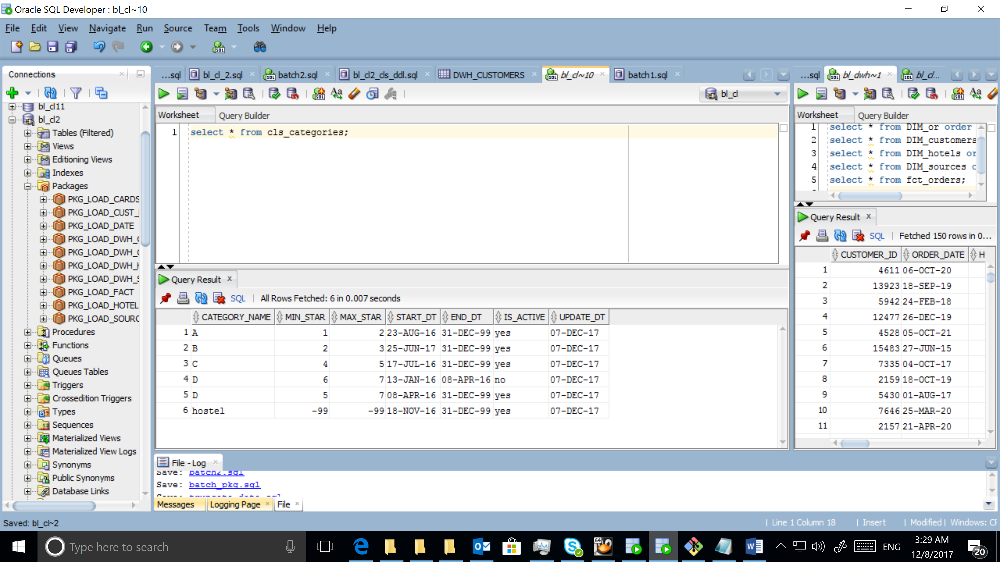 Oracle SQL Developer : bl_cl~10
File Edit View Navigate Run Source Team Tools Window Help
Connections
bl_cl11
bl_cl2
Tables (Filtered)
Views
Editioning Views
Indexes
Packages
PKG_LOAD_CARDS
PKG_LOAD_CUST_
PKG_LOAD_DATE
PKG_LOAD_DWH_
PKG_LOAD_DWH_
PKG_LOAD_DWH_H
PKG_LOAD_DWH_S
PKG_LOAD_FACT
PKG_LOAD_HOTEL
PKG_LOAD_SOURC
Procedures
Functions
Queues
Queues Tables
Triggers
Crossedition Triggers
Types
Sequences
Materialized Views
Materialized View Logs
Synonyms
Public Synonyms
Database Links
...sql bl_cl_2.sql batch2.sql bl_cl2_cls_ddl.sql DWH_CUSTOMERS bl_cl~10 batch1.sql
bl_cl
Worksheet Query Builder
1 select * from cls_categories;
Query Result
SQL | All Rows Fetched: 6 in 0.007 seconds
CATEGORY_NAME MIN_STAR MAX_STAR START_DT END_DT IS_ACTIVE UPDATE_DT
1 A 1 2 23-AUG-16 31-DEC-99 yes 07-DEC-17
2 B 2 3 25-JUN-17 31-DEC-99 yes 07-DEC-17
3 C 4 5 17-JUL-16 31-DEC-99 yes 07-DEC-17
4 D 6 7 13-JAN-16 08-APR-16 no 07-DEC-17
5 D 5 7 08-APR-16 31-DEC-99 yes 07-DEC-17
6 hostel -99 -99 18-NOV-16 31-DEC-99 yes 07-DEC-17
...sql bl_dwh~1 bl_cl...
Worksheet Query Builder
1 select * from DIM_or order
2 select * from DIM_customers
3 select * from DIM_hotels or
4 select * from DIM_sources
5 select * from fct_orders;
Query Result
SQL | Fetched 150 rows in 0...
CUSTOMER_ID ORDER_DATE H
1 4611 06-OCT-20
2 13923 18-SEP-19
3 5942 24-FEB-18
4 12477 26-DEC-19
5 4528 05-OCT-21
6 15483 27-JUN-15
7 7335 04-OCT-17
8 2159 18-OCT-19
9 5430 01-AUG-17
10 7646 25-MAR-20
11 2157 21-APR-20
File - Log
Save: batch2.sql
Save: batch_pkg.sql
Messages Logging Page File
Saved: bl_cl~2
| Line 1 Column 18 | Insert | Modified | Windows:
Type here to search
64
ENG
3:29 AM
12/8/2017
20